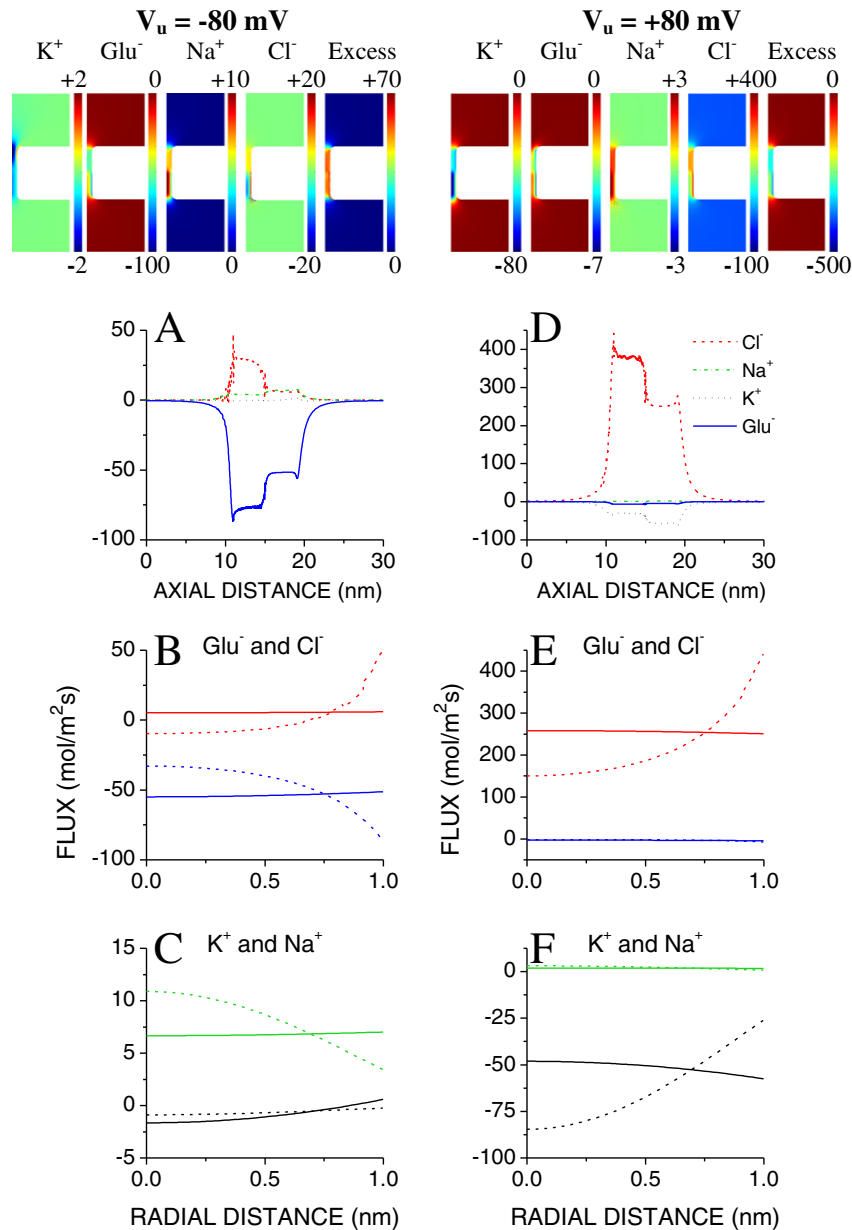 Vu = -80 mV
Vu = +80 mV
K+ Glu- Na+ Cl- Excess
K+ Glu- Na+ Cl- Excess
+2 0 +10 +20 +70
0 0 +3 +400 0
-2 -100 0 -20 0
-80 -7 -3 -100 -500
A
50
0
-50
-100
0 10 20 30
AXIAL DISTANCE (nm)
D
400
300
200
100
0
-100
Cl-
Na+
K+
Glu-
0 10 20 30
AXIAL DISTANCE (nm)
B Glu- and Cl-
50
0
-50
-100
FLUX (mol/m2s)
0.0 0.5 1.0
E Glu- and Cl-
400
300
200
100
0
FLUX (mol/m2s)
0.0 0.5 1.0
C K+ and Na+
15
10
5
0
-5
0.0 0.5 1.0
RADIAL DISTANCE (nm)
F K+ and Na+
0
-25
-50
-75
-100
0.0 0.5 1.0
RADIAL DISTANCE (nm)